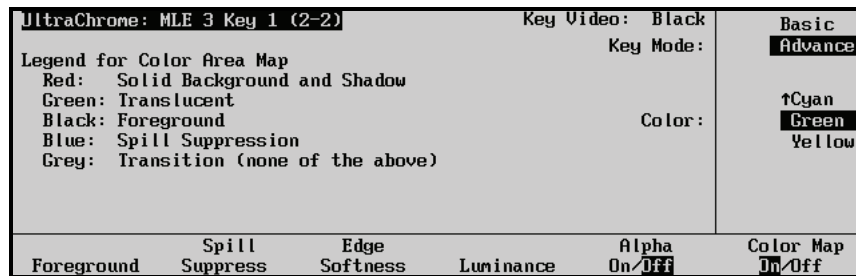 UltraChrome: MLE 3 Key 1 (2-2) Key Video: Black Basic
Key Mode: Advance
Legend for Color Area Map
Red: Solid Background and Shadow
Green: Translucent ↑Cyan
Black: Foreground Color: Green
Blue: Spill Suppression Yellow
Grey: Transition (none of the above)
Spill Edge Alpha Color Map
Foreground Suppress Softness Luminance On/Off On/Off